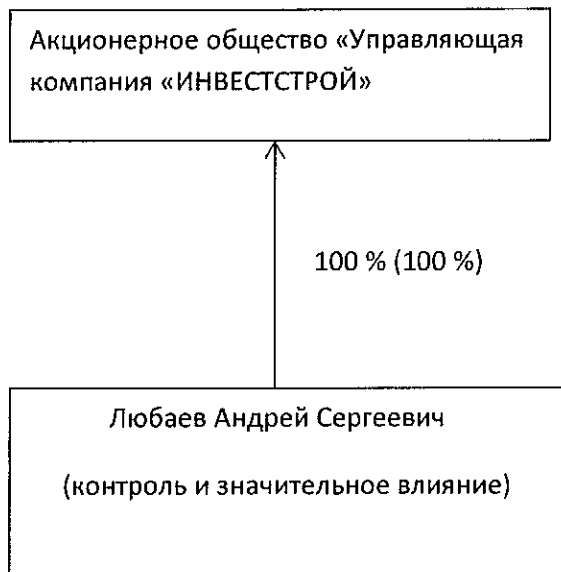 Акционерное общество «Управляющая
компания «ИНВЕСТСТРОЙ»
100 % (100 %)
Любаев Андрей Сергеевич
(контроль и значительное влияние)